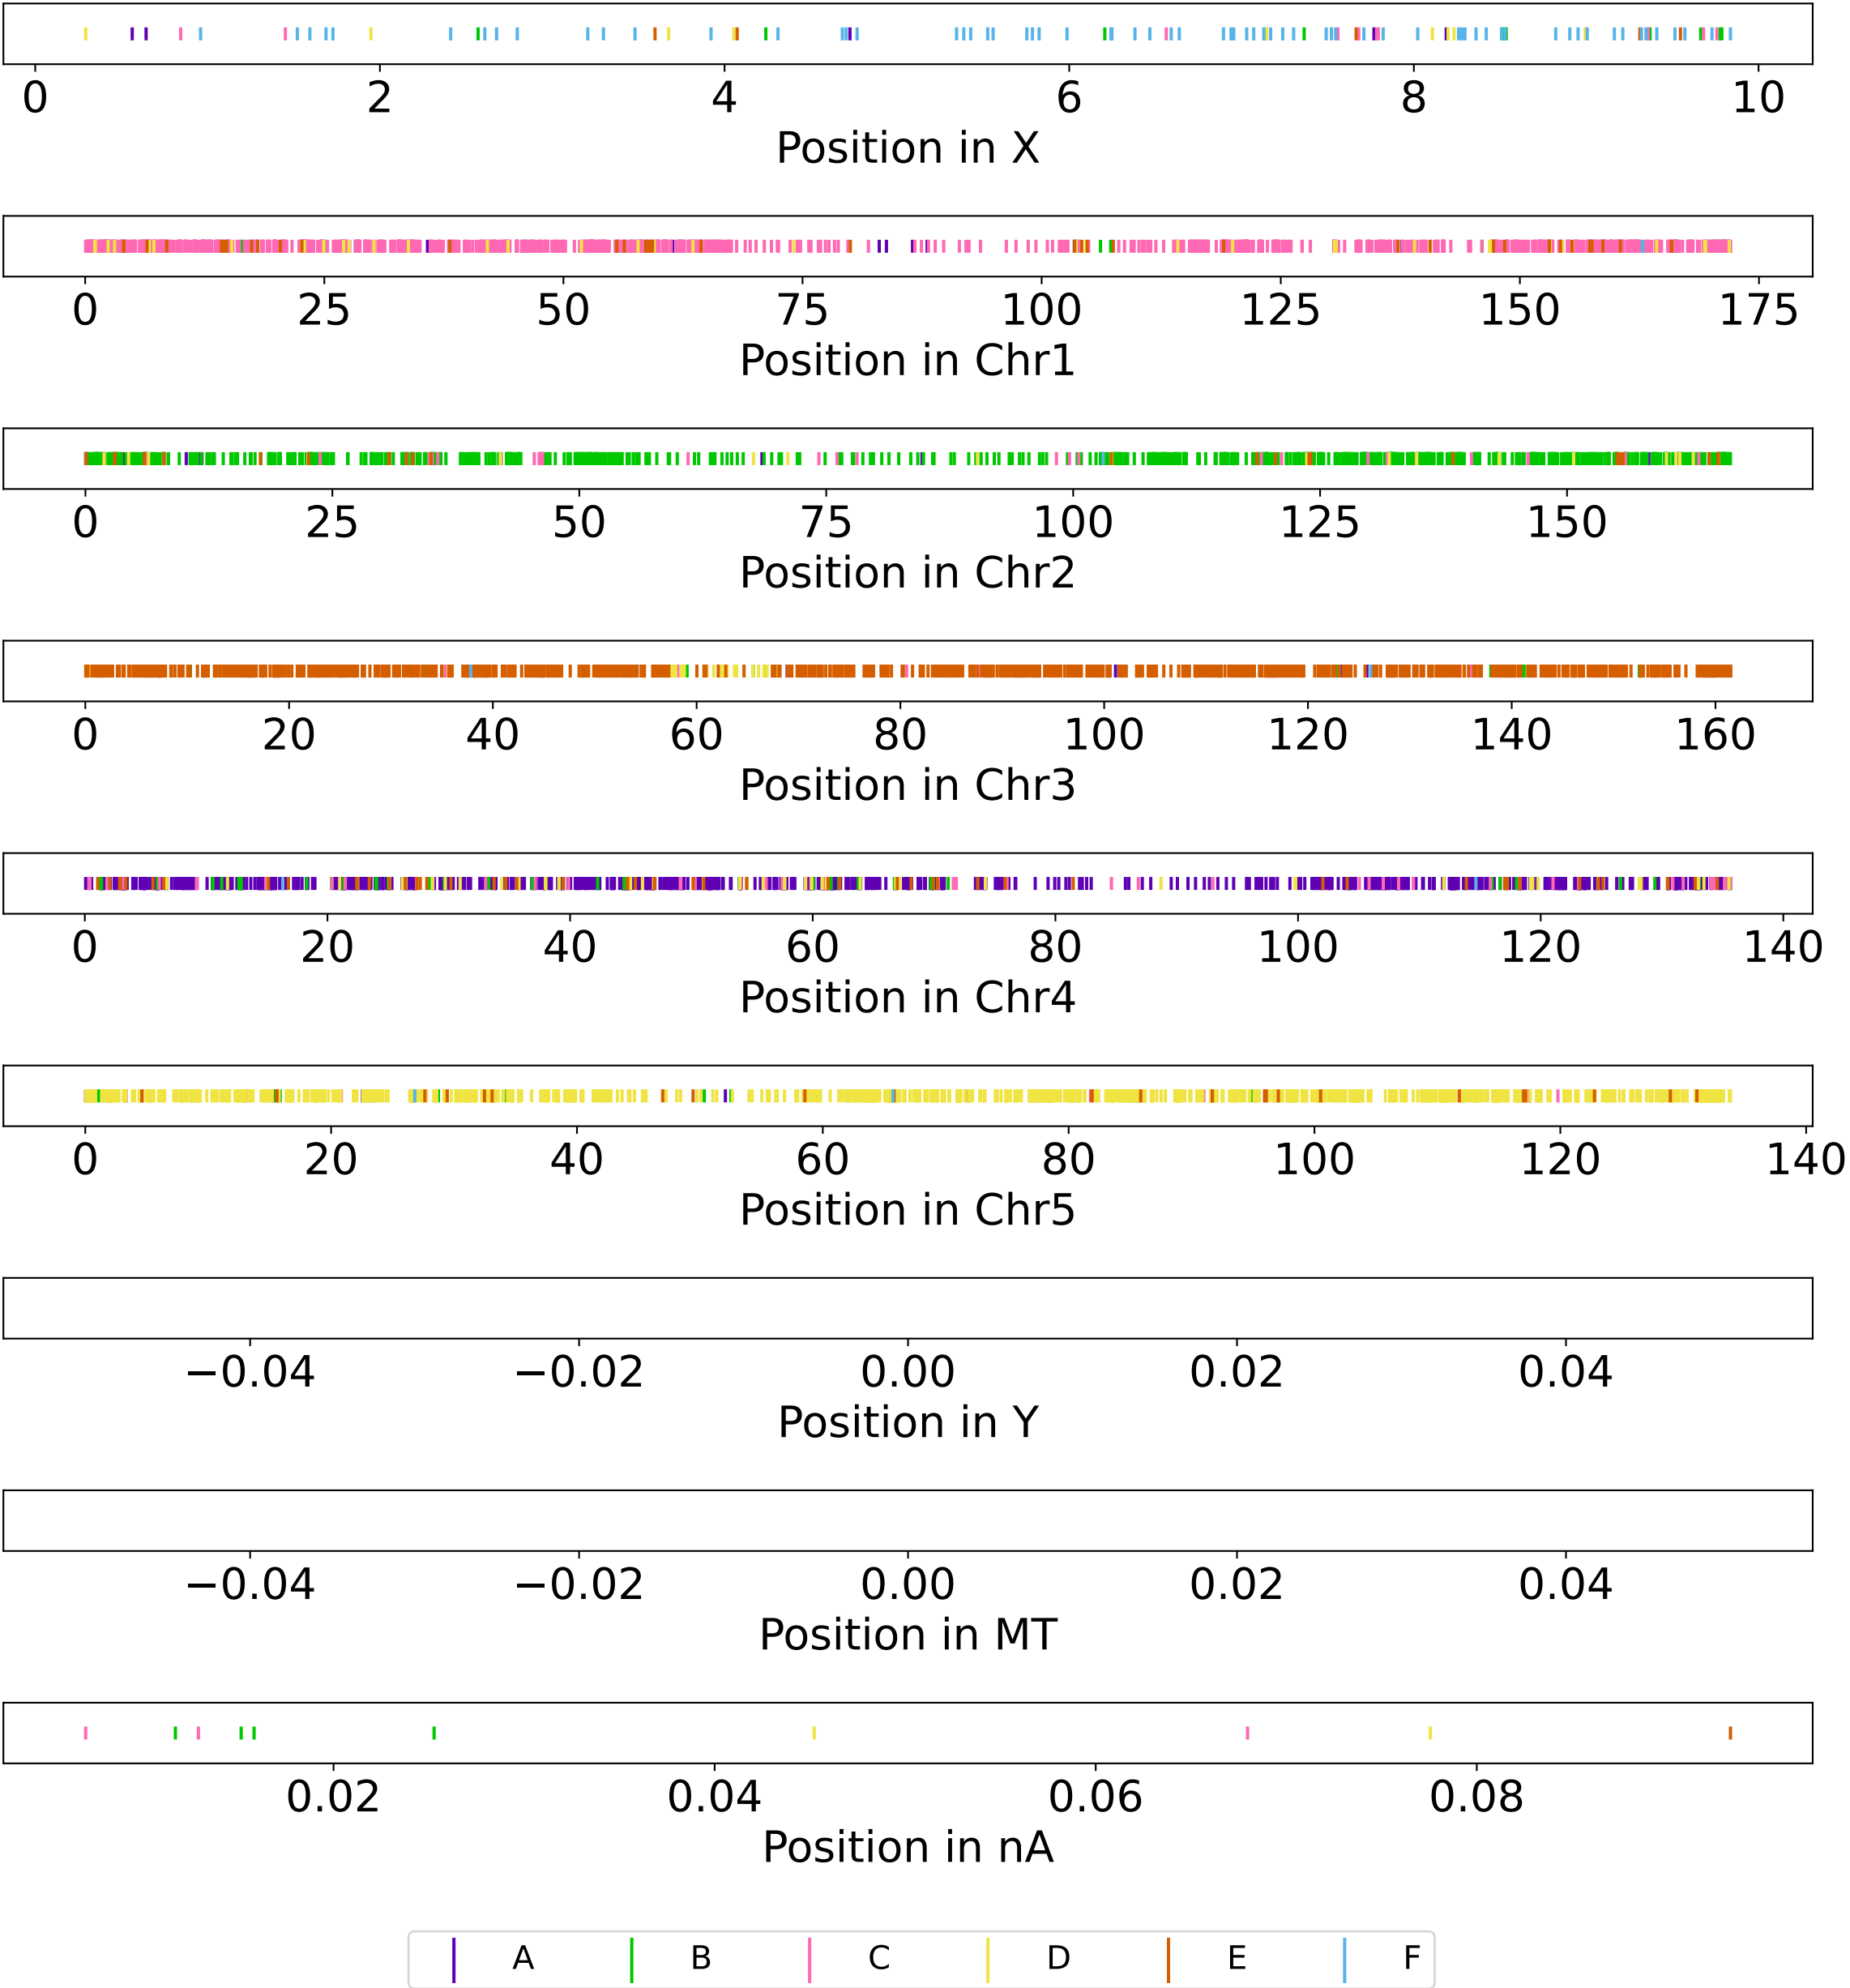 0 2 4 6 8 10
Position in X
0 25 50 75 100 125 150 175
Position in Chr1
0 25 50 75 100 125 150
Position in Chr2
0 20 40 60 80 100 120 140 160
Position in Chr3
0 20 40 60 80 100 120 140
Position in Chr4
0 20 40 60 80 100 120 140
Position in Chr5
−0.04 −0.02 0.00 0.02 0.04
Position in Y
−0.04 −0.02 0.00 0.02 0.04
Position in MT
0.02 0.04 0.06 0.08
Position in nA
A B C D E F